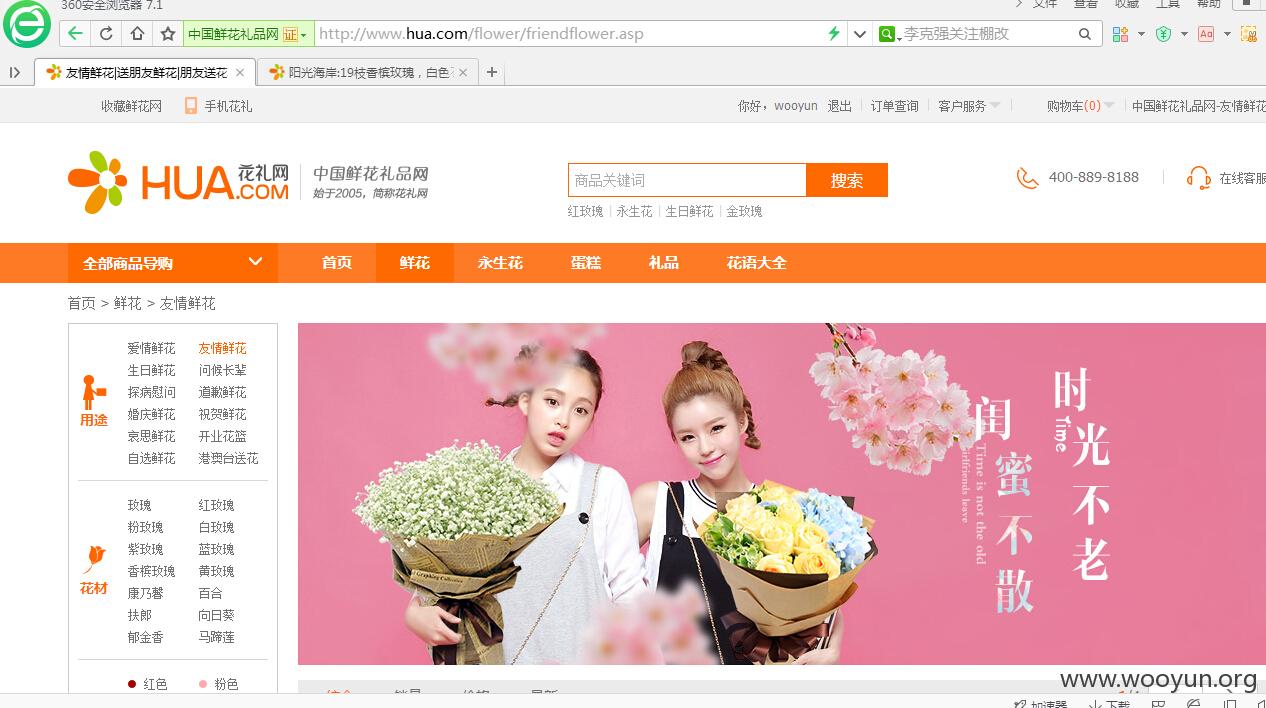 360安全浏览器 7.1
文件 查看 收藏 工具 帮助
中国鲜花礼品网 证 http://www.hua.com/flower/friendflower.asp 李克强关注棚改
友情鲜花|送朋友鲜花|朋友送花 阳光海岸:19枝香槟玫瑰，白色
收藏鲜花网 手机花礼 你好，wooyun 退出 订单查询 客户服务 购物车(0) 中国鲜花礼品网-友情鲜花
HUA.COM 花礼网 中国鲜花礼品网
始于2005，简称花礼网
商品关键词 搜索
400-889-8188 在线客服
红玫瑰 永生花 生日鲜花 金玫瑰
全部商品导购 首页 鲜花 永生花 蛋糕 礼品 花语大全
首页 > 鲜花 > 友情鲜花
用途
爱情鲜花 友情鲜花
生日鲜花 问候长辈
探病慰问 道歉鲜花
婚庆鲜花 祝贺鲜花
哀思鲜花 开业花篮
自选鲜花 港澳台送花
花材
玫瑰 红玫瑰
粉玫瑰 白玫瑰
紫玫瑰 蓝玫瑰
香槟玫瑰 黄玫瑰
康乃馨 百合
扶郎 向日葵
郁金香 马蹄莲
红色 粉色
时光不老
Time
闺蜜不散
Time is not the old
girlfriends leave
综合 销量 价格 最新
www.wooyun.org
加速器 下载